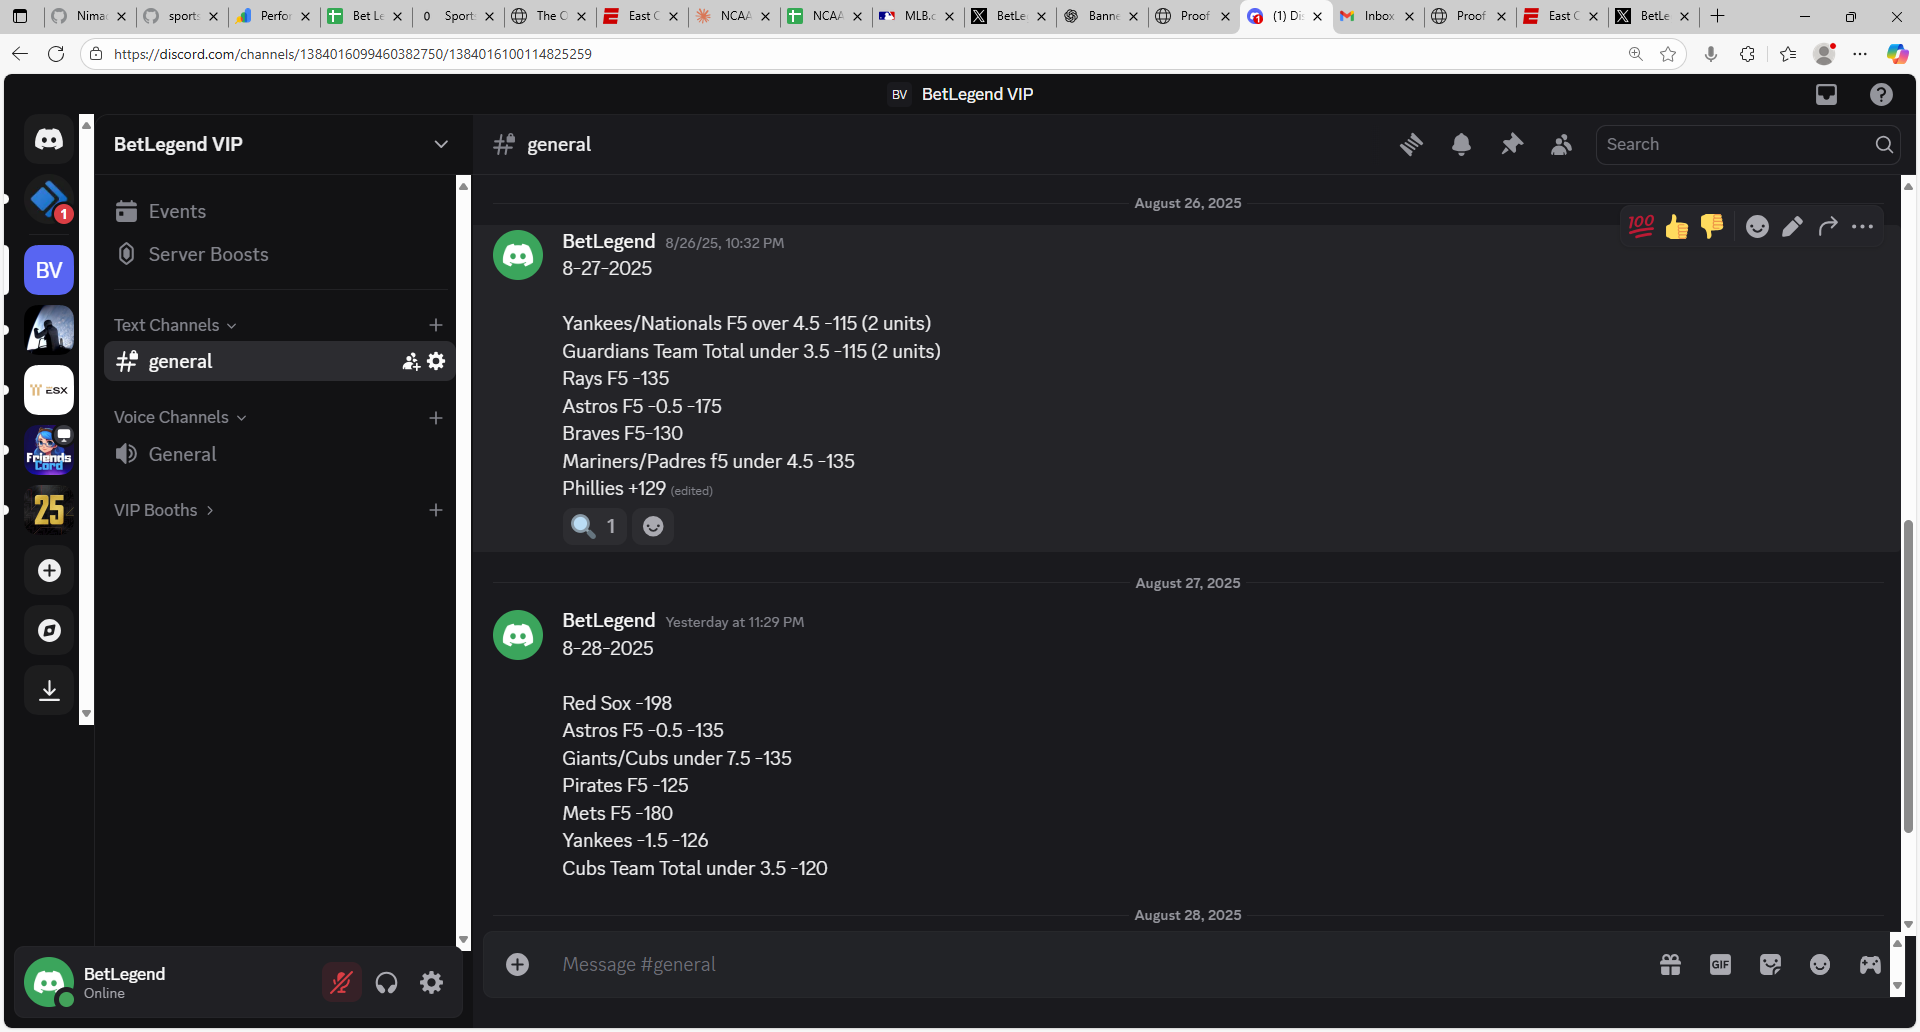 Nimac
sports
Perfor
Bet Le
Sports
The O
East C
NCAA
NCAA
MLB.c
BetLe
Banne
Proof
(1) Di
Inbox
Proof
East C
BetLe
https://discord.com/channels/1384016099460382750/1384016100114825259
BV BetLegend VIP
BetLegend VIP
general
Search
1
BV
ESX
Friends
Cord
25
Events
Server Boosts
Text Channels
general
Voice Channels
General
VIP Booths
August 26, 2025
BetLegend 8/26/25, 10:32 PM
8-27-2025
Yankees/Nationals F5 over 4.5 -115 (2 units)
Guardians Team Total under 3.5 -115 (2 units)
Rays F5 -135
Astros F5 -0.5 -175
Braves F5-130
Mariners/Padres f5 under 4.5 -135
Phillies +129 (edited)
1
August 27, 2025
BetLegend Yesterday at 11:29 PM
8-28-2025
Red Sox -198
Astros F5 -0.5 -135
Giants/Cubs under 7.5 -135
Pirates F5 -125
Mets F5 -180
Yankees -1.5 -126
Cubs Team Total under 3.5 -120
August 28, 2025
Message #general
GIF
BetLegend
Online